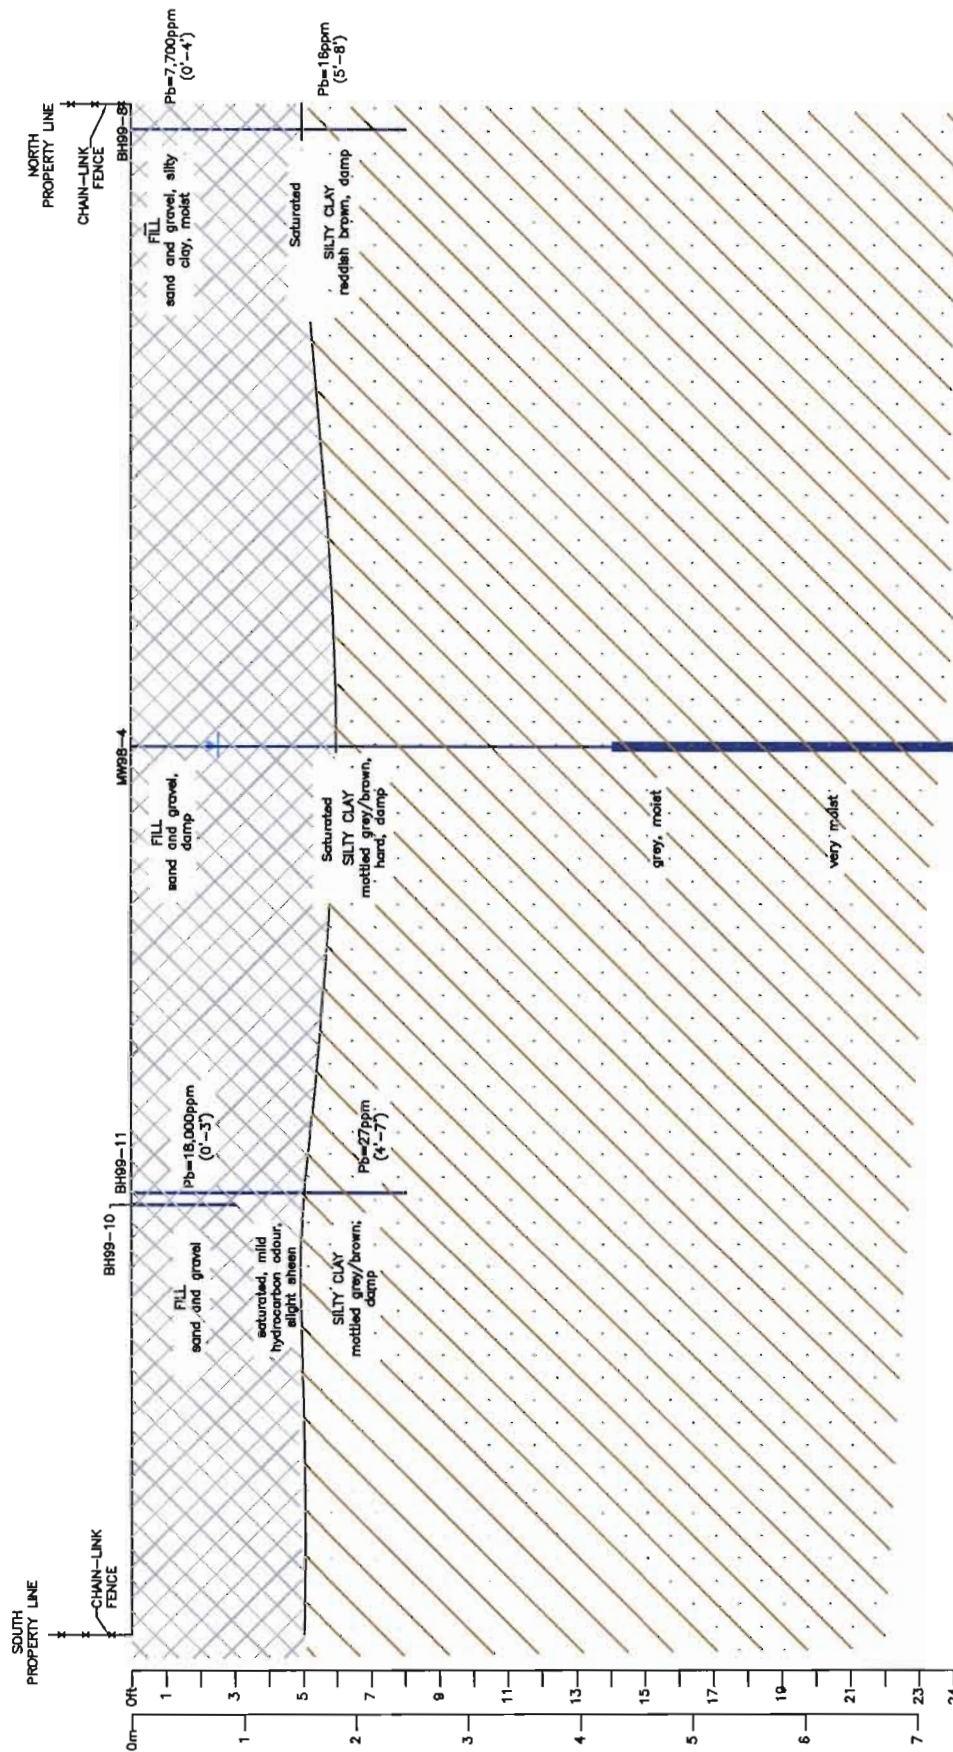 SOUTH
PROPERTY LINE
CHAIN-LINK
FENCE
NORTH
PROPERTY LINE
CHAIN-LINK
FENCE
BH99-10
BH99-11
MW98-4
BH99-8
FILL
sand and gravel
saturated, mild
hydrocarbon odour,
slight sheen
SILTY CLAY
mottled grey/brown,
damp
Pb=18,000ppm
(0'-3')
Pb=27ppm
(4'-7')
FILL
sand and gravel,
damp
Saturated
SILTY CLAY
mottled grey/brown,
hard, damp
grey, moist
very moist
FILL
sand and gravel, silty
clay, moist
Saturated
SILTY CLAY
reddish brown, damp
Pb=7,700ppm
(0'-4')
Pb=16ppm
(5'-8')
0m
1
2
3
4
5
6
7
0ft
1
3
5
7
9
11
13
15
17
19
21
23
24